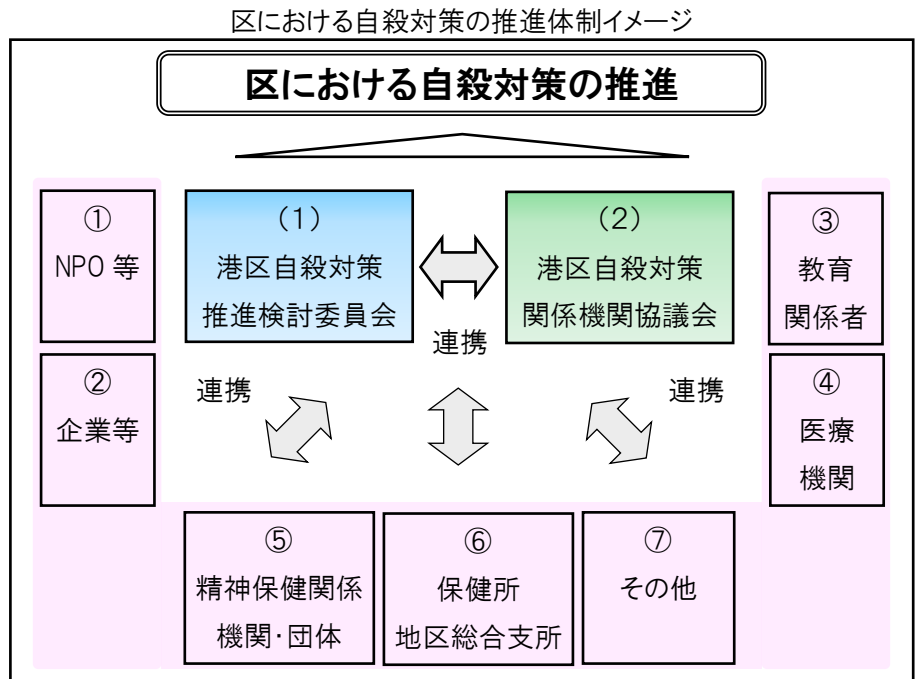 区における自殺対策の推進体制イメージ
区における自殺対策の推進
①
NPO 等
(1)
港区自殺対策
推進検討委員会
連携
(2)
港区自殺対策
関係機関協議会
③
教育
関係者
②
企業等
連携
連携
④
医療
機関
⑤
精神保健関係
機関・団体
⑥
保健所
地区総合支所
⑦
その他